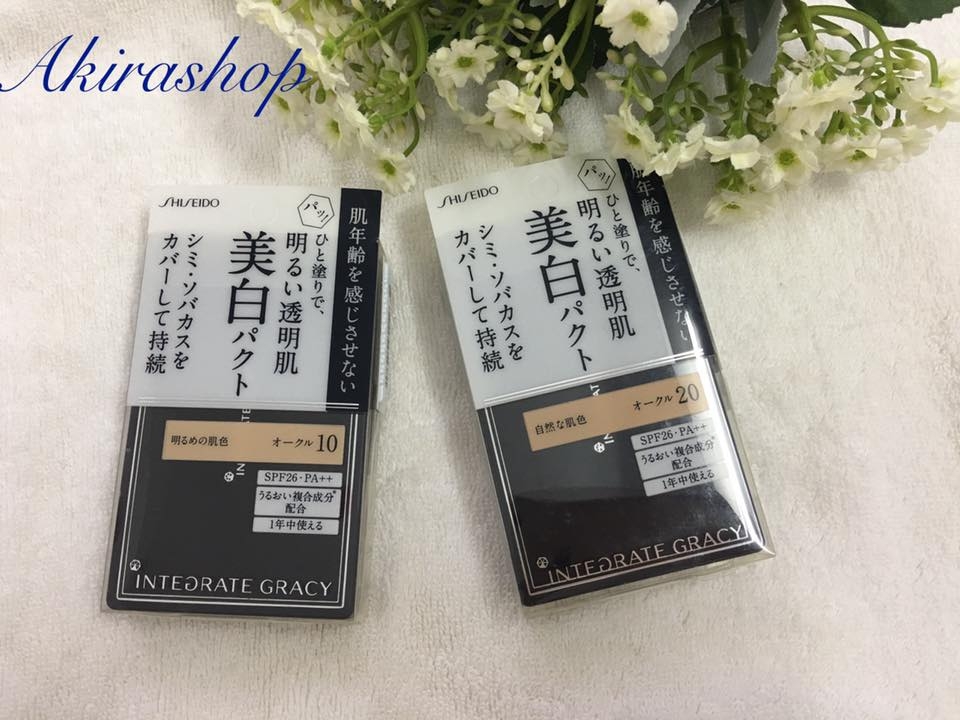 Akirashop
SHISEIDO
パッ!
肌年齢を感じさせない
ひと塗りで、
明るい透明肌
美白パクト
シミ・ソバカスを
カバーして持続
明るめの肌色 オークル10
SPF26・PA++
うるおい複合成分*
配合
1年中使える
INTEGRATE GRACY
SHISEIDO
パッ!
肌年齢を感じさせない
ひと塗りで、
明るい透明肌
美白パクト
シミ・ソバカスを
カバーして持続
自然な肌色 オークル20
SPF26・PA++
うるおい複合成分*
配合
1年中使える
INTEGRATE GRACY